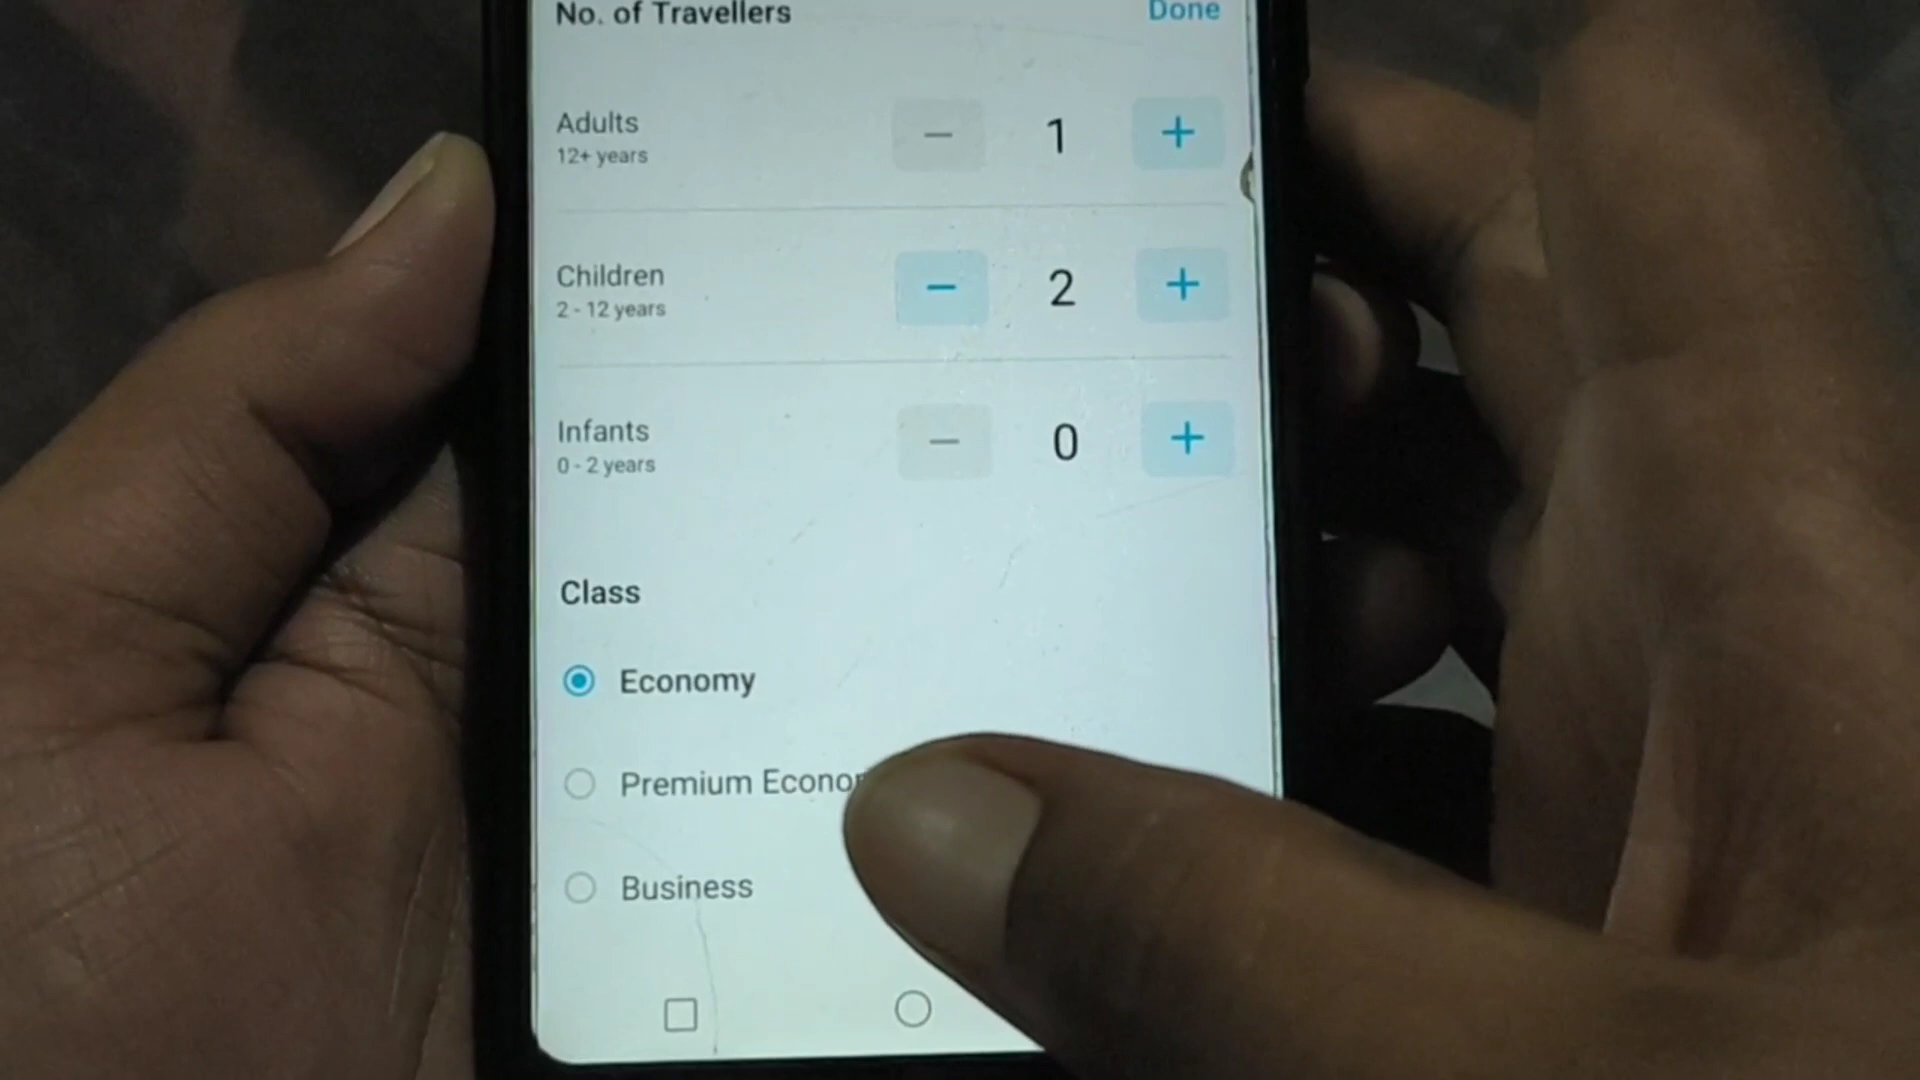 No. of Travellers Done
Adults
12+ years
1
Children
2 - 12 years
2
Infants
0 - 2 years
0
Class
Economy
Premium Econo
Business